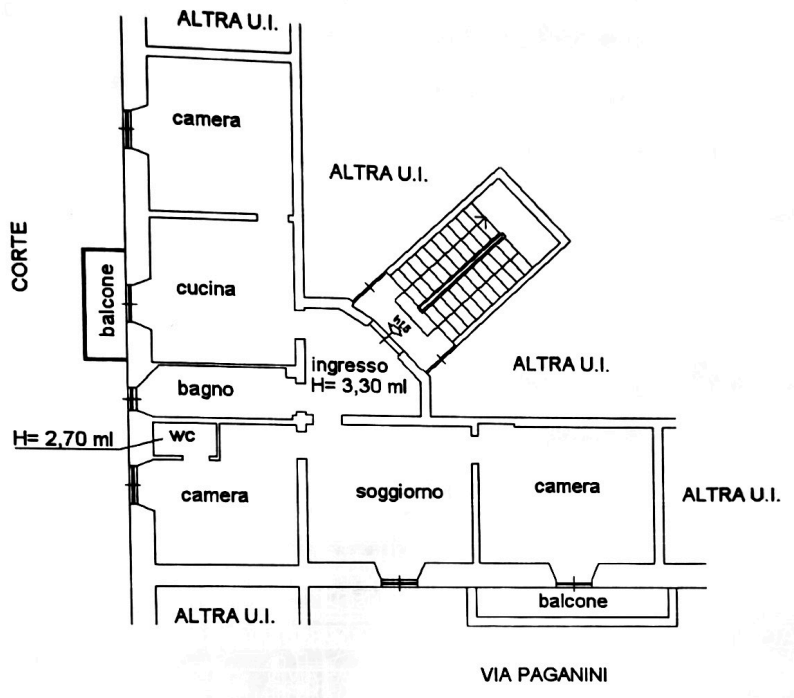 ALTRA U.I.
camera
ALTRA U.I.
CORTE
balcone
cucina
int8
ingresso
H= 3,30 ml
ALTRA U.I.
bagno
H= 2,70 ml
wc
camera
soggiorno
camera
ALTRA U.I.
balcone
ALTRA U.I.
VIA PAGANINI